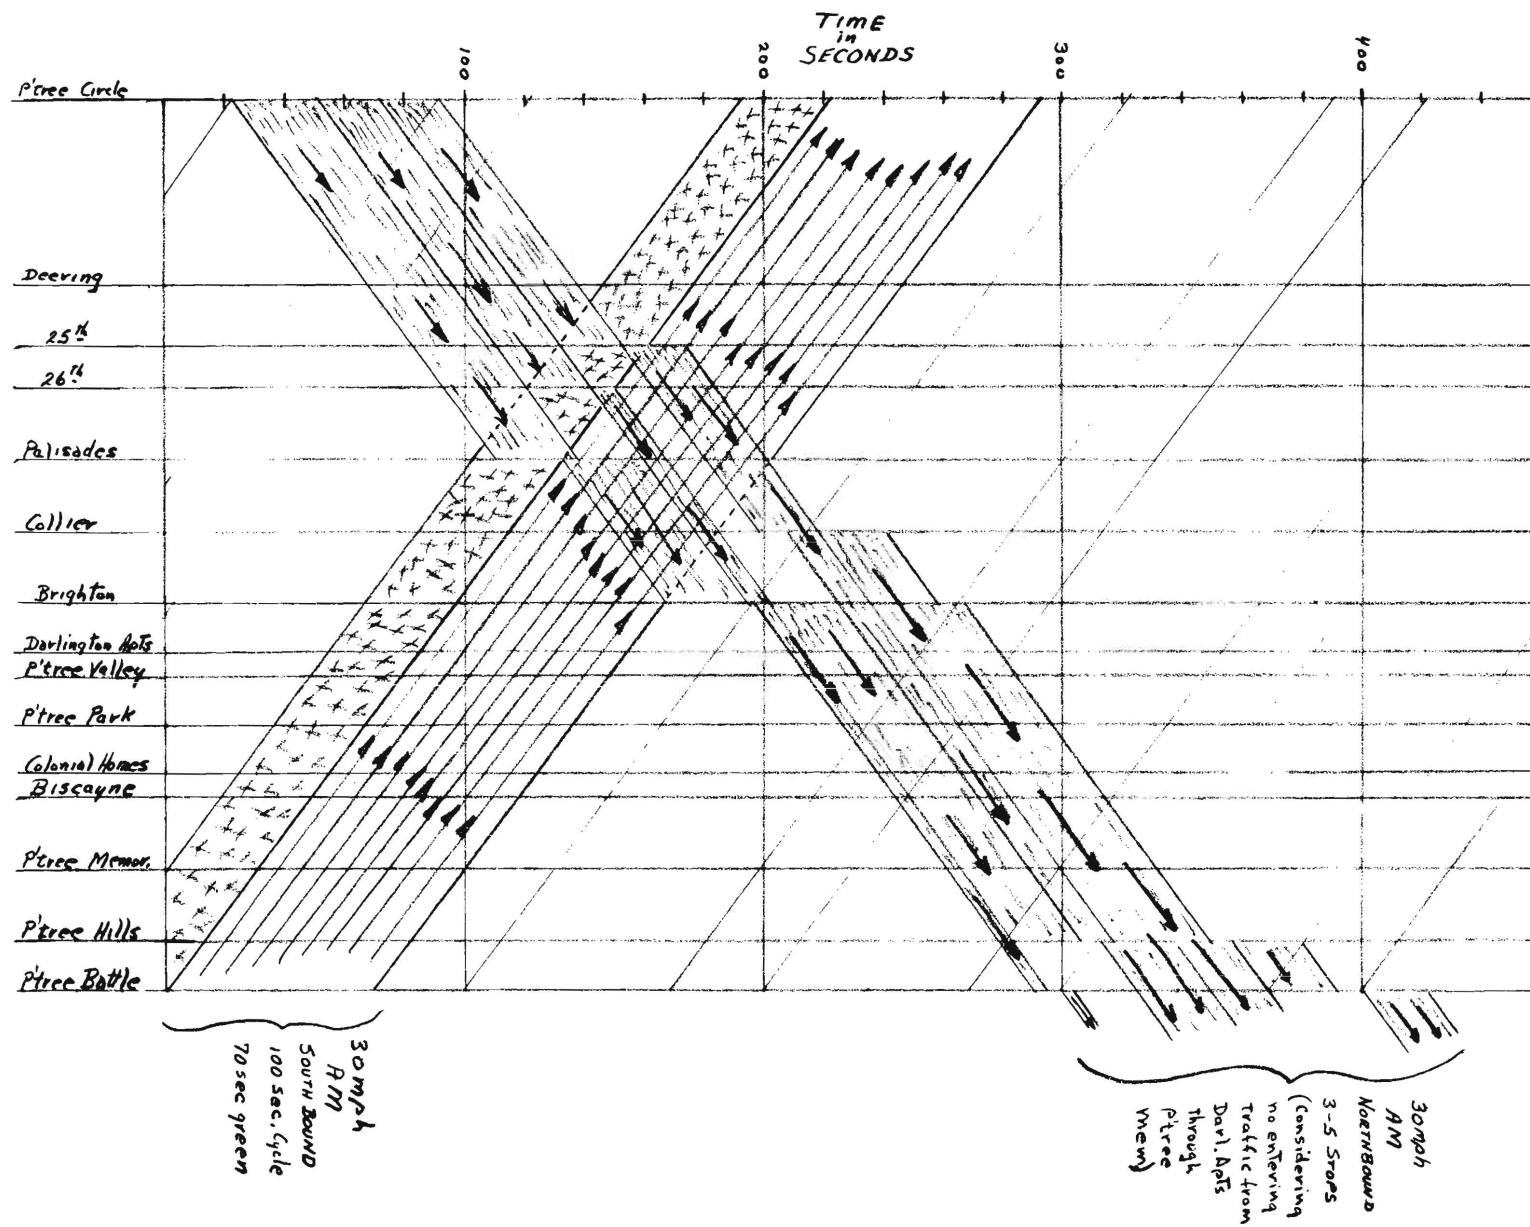 TIME
in
SECONDS
100
200
300
400
P'tree Circle
Deering
25th
26th
Palisades
Collier
Brighton
Darlington Apts
P'tree Valley
P'tree Park
Colonial Homes
Biscayne
P'tree Memor.
P'tree Hills
P'tree Battle
30mph
AM
SOUTH BOUND
100 sec. Cycle
70 sec green
30mph
AM
NORTHBOUND
3-5 STOPS
(Considering
no entering
traffic from
Darl. Apts
through
P'tree
Mem)